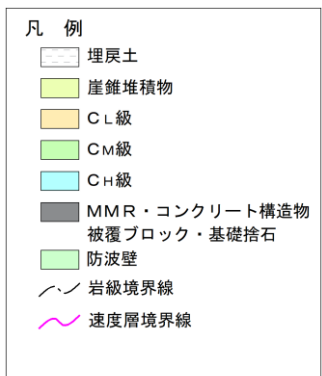 凡　例
埋戻土
崖錐堆積物
CL級
CM級
CH級
MMR・コンクリート構造物
被覆ブロック・基礎捨石
防波壁
岩級境界線
速度層境界線